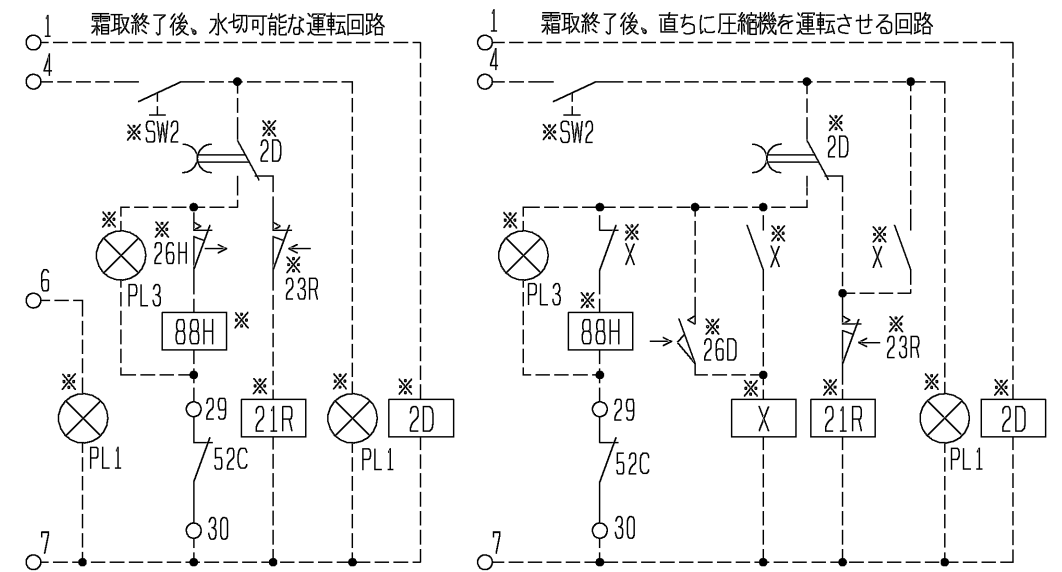 霜取終了後、水切可能な運転回路
1
4
※SW2
※
2D
※
※
26H
※
23R
PL3
6
88H ※
※
※
※
※
29
21R
2D
PL1
52C
PL1
30
7
霜取終了後、直ちに圧縮機を運転させる回路
1
4
※SW2
※
2D
※
※
X
※
X
※
X
PL3
※
88H
※
26D
※
23R
※
※
※
※
29
X
21R
2D
52C
PL1
30
7